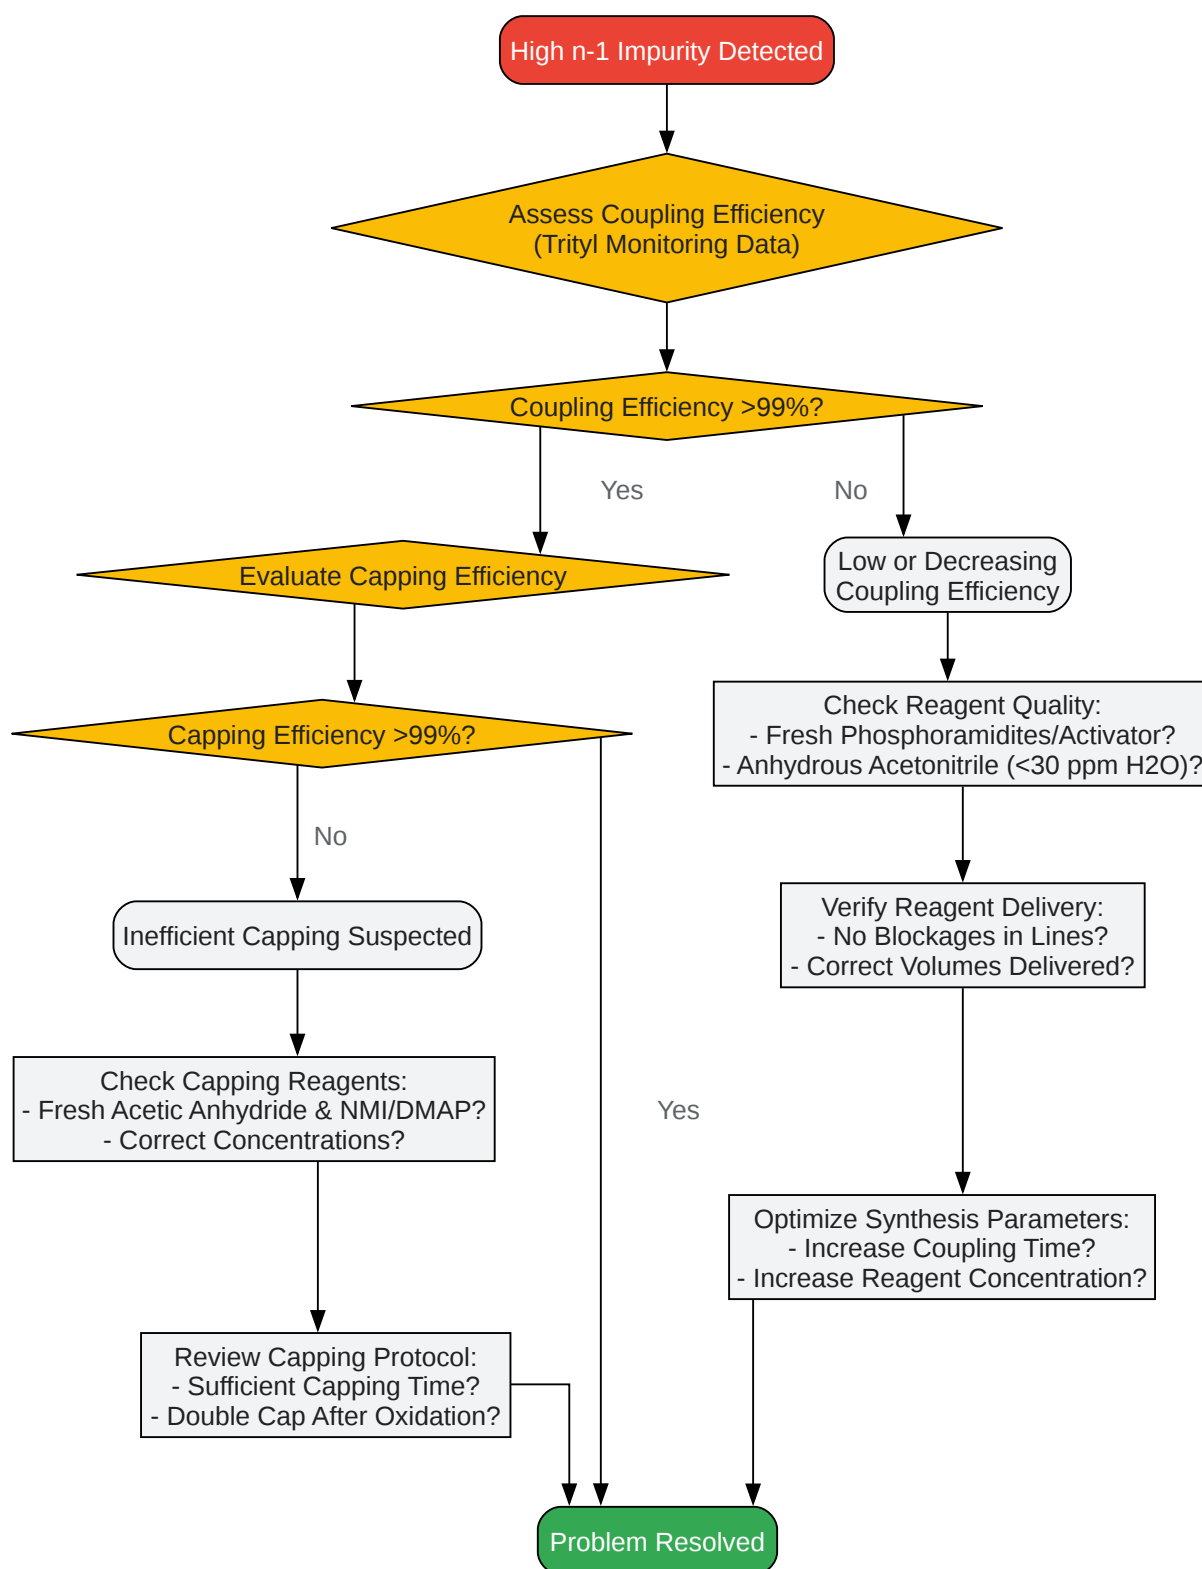 High n-1 Impurity Detected
Assess Coupling Efficiency
(Trityl Monitoring Data)
Coupling Efficiency >99%?
Yes
No
Evaluate Capping Efficiency
Low or Decreasing
Coupling Efficiency
Capping Efficiency >99%?
Check Reagent Quality:
- Fresh Phosphoramidites/Activator?
- Anhydrous Acetonitrile (<30 ppm H2O)?
No
Inefficient Capping Suspected
Verify Reagent Delivery:
- No Blockages in Lines?
- Correct Volumes Delivered?
Check Capping Reagents:
- Fresh Acetic Anhydride & NMI/DMAP?
- Correct Concentrations?
Yes
Optimize Synthesis Parameters:
- Increase Coupling Time?
- Increase Reagent Concentration?
Review Capping Protocol:
- Sufficient Capping Time?
- Double Cap After Oxidation?
Problem Resolved